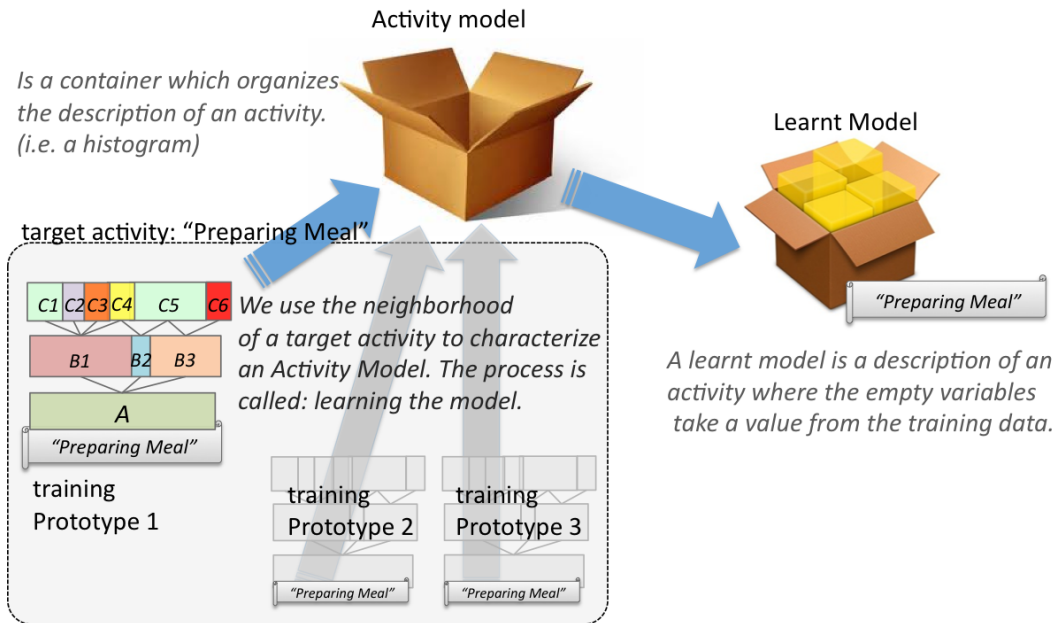 Activity model
Is a container which organizes
the description of an activity.
(i.e. a histogram)
Learnt Model
target activity: “Preparing Meal”
C1 C2 C3 C4 C5 C6
B1 B2 B3
A
“Preparing Meal”
training
Prototype 1
We use the neighborhood
of a target activity to characterize
an Activity Model. The process is
called: learning the model.
training
Prototype 2
“Preparing Meal”
training
Prototype 3
“Preparing Meal”
“Preparing Meal”
A learnt model is a description of an
activity where the empty variables
take a value from the training data.